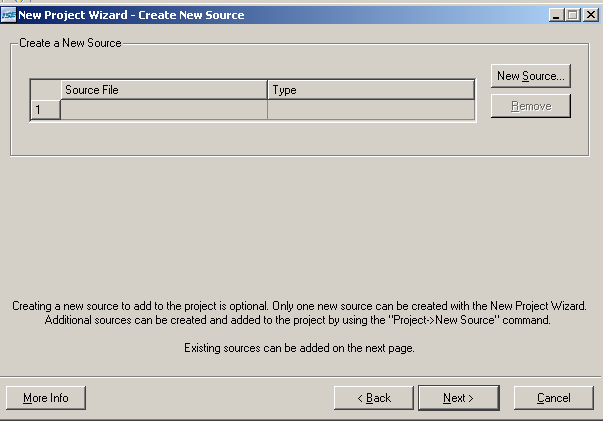 ISE New Project Wizard - Create New Source
Create a New Source
Source File Type
New Source...
1
Remove
Creating a new source to add to the project is optional. Only one new source can be created with the New Project Wizard.
Additional sources can be created and added to the project by using the "Project->New Source" command.
Existing sources can be added on the next page.
More Info < Back Next > Cancel